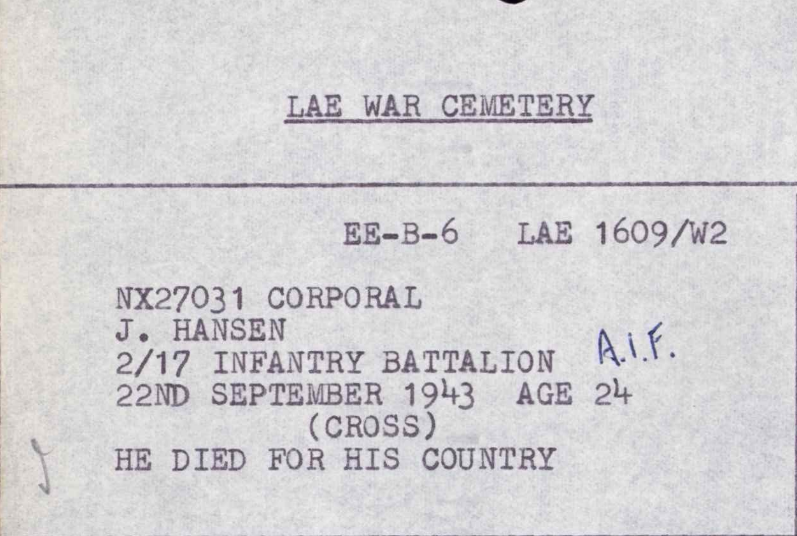 LAE WAR CEMETERY
EE-B-6 LAE 1609/W2
NX27031 CORPORAL
J. HANSEN
2/17 INFANTRY BATTALION A.I.F.
22ND SEPTEMBER 1943 AGE 24
(CROSS)
HE DIED FOR HIS COUNTRY